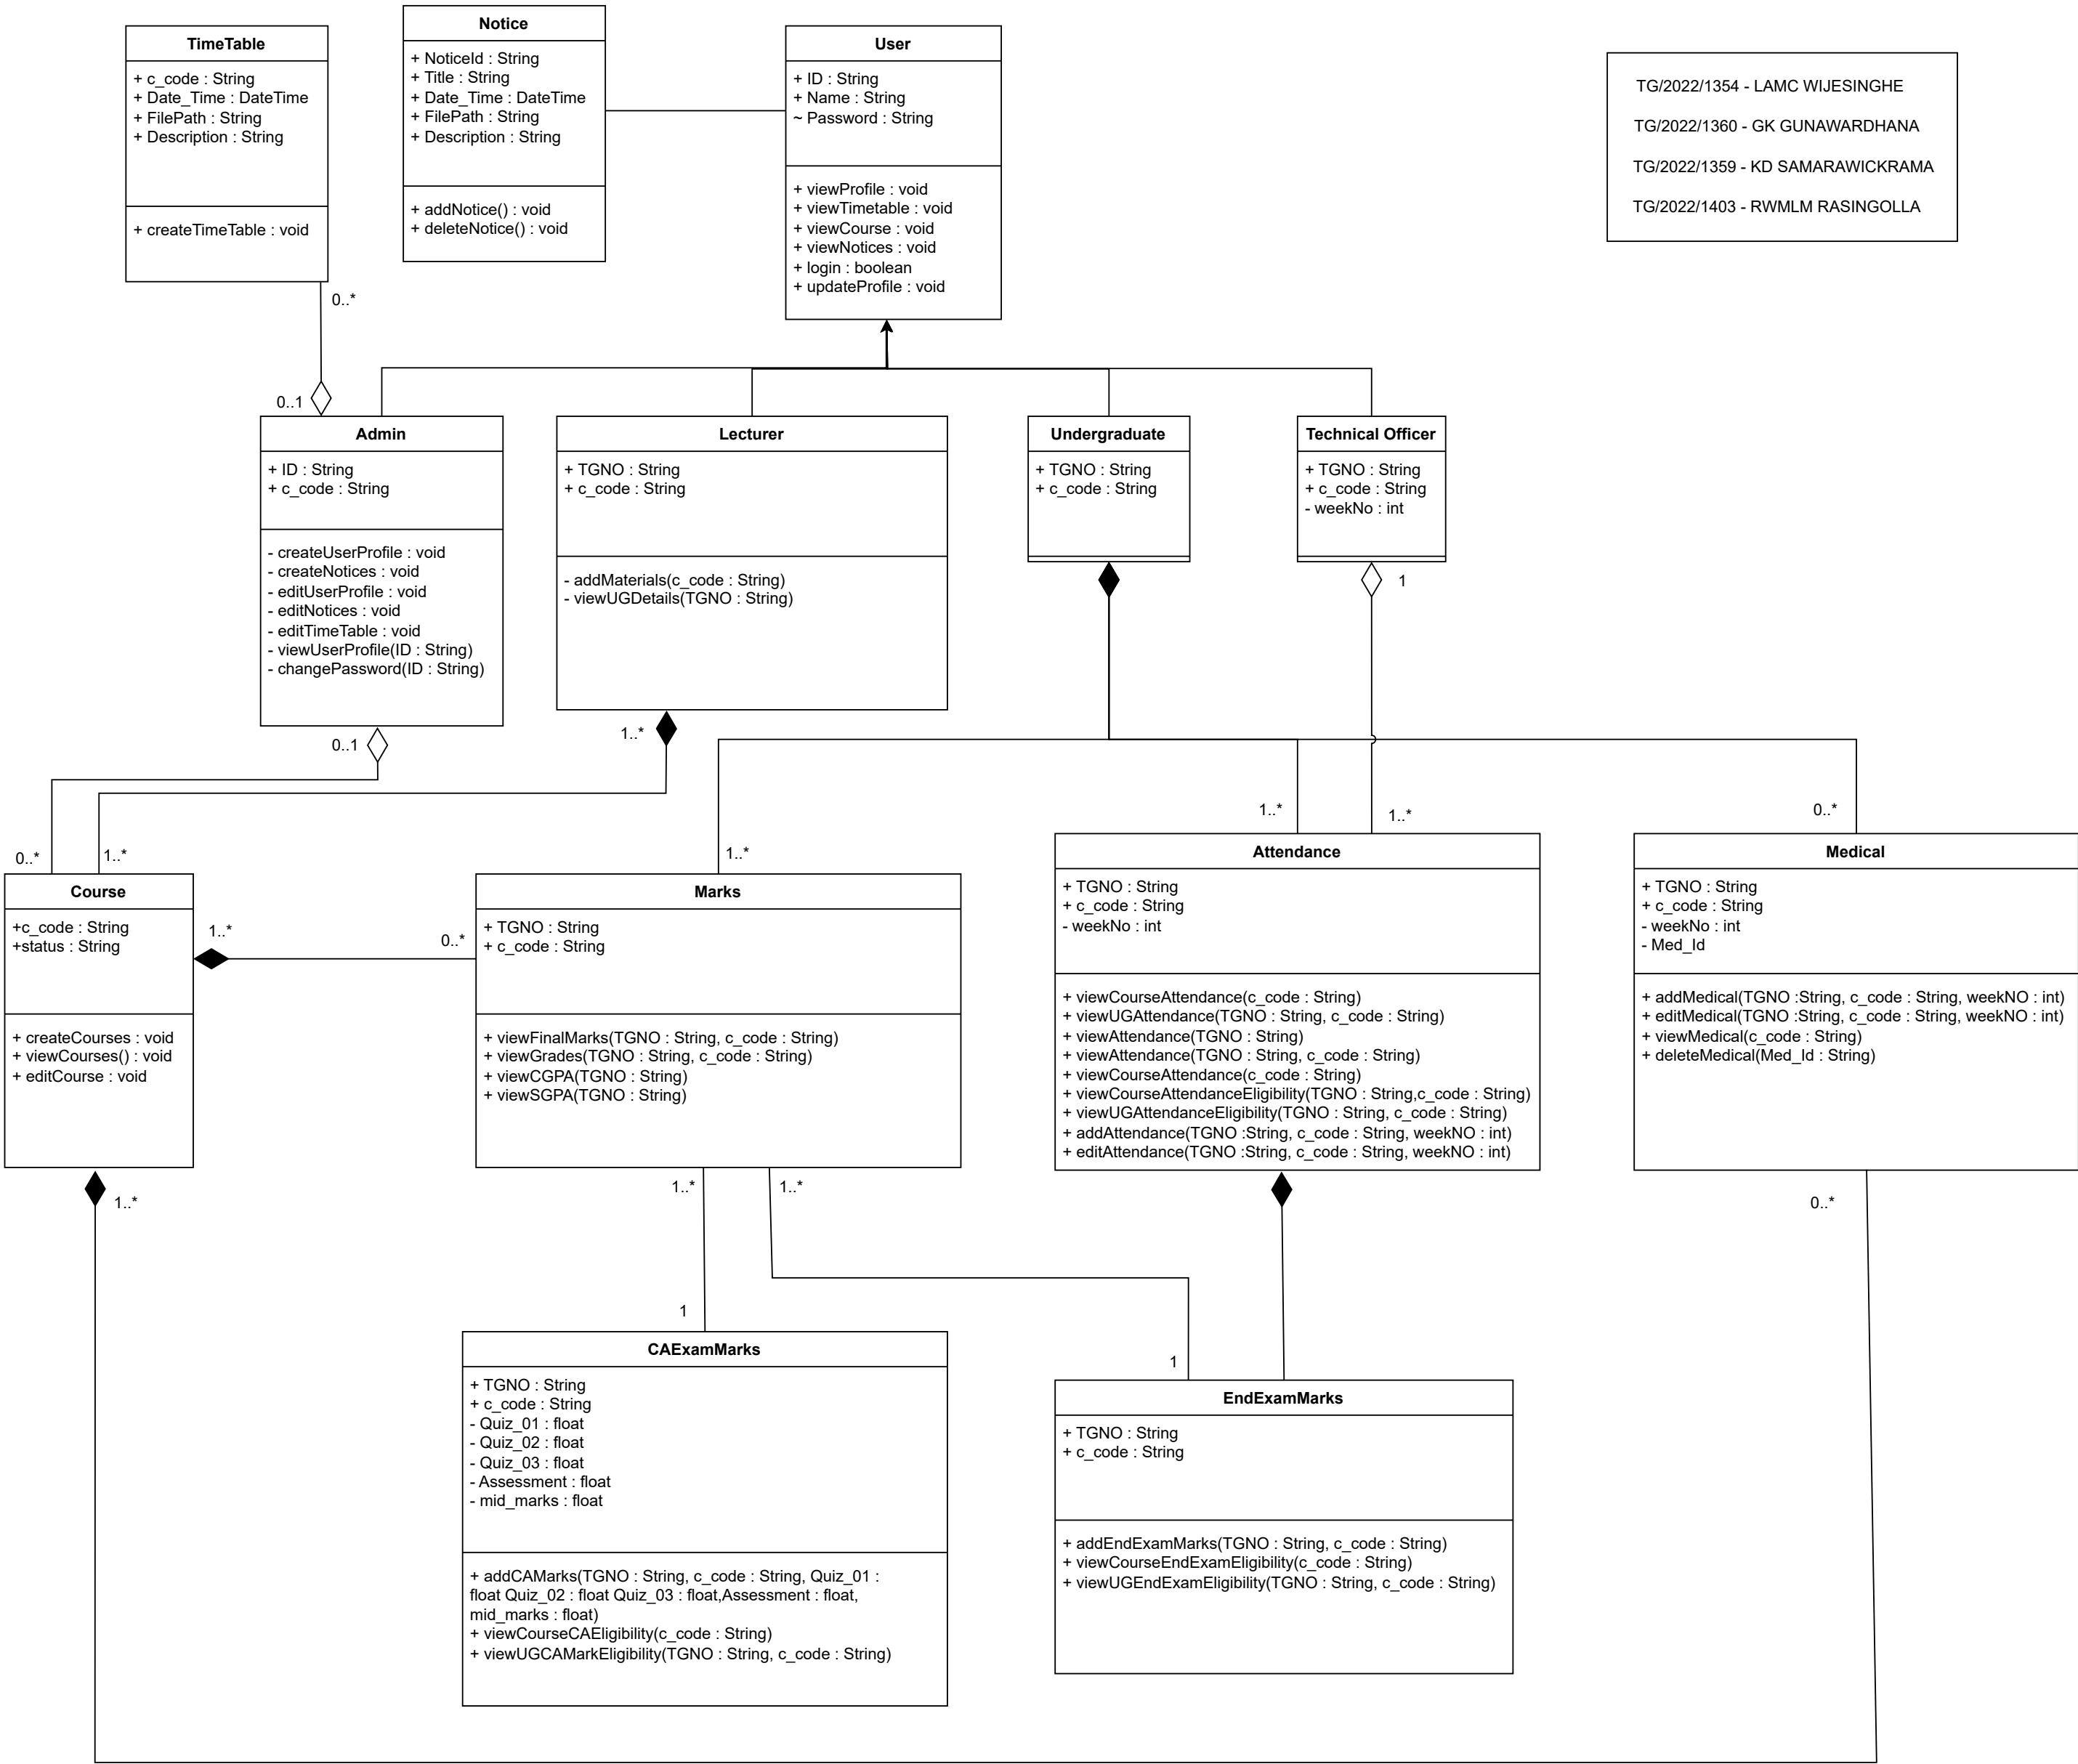 TimeTable
+ c_code : String
+ Date_Time : DateTime
+ FilePath : String
+ Description : String
+ createTimeTable : void
Notice
+ NoticeId : String
+ Title : String
+ Date_Time : DateTime
+ FilePath : String
+ Description : String
+ addNotice() : void
+ deleteNotice() : void
User
+ ID : String
+ Name : String
~ Password : String
+ viewProfile : void
+ viewTimetable : void
+ viewCourse : void
+ viewNotices : void
+ login : boolean
+ updateProfile : void
TG/2022/1354 - LAMC WIJESINGHE
TG/2022/1360 - GK GUNAWARDHANA
TG/2022/1359 - KD SAMARAWICKRAMA
TG/2022/1403 - RWMLM RASINGOLLA
0..*
0..1
Admin
+ ID : String
+ c_code : String
- createUserProfile : void
- createNotices : void
- editUserProfile : void
- editNotices : void
- editTimeTable : void
- viewUserProfile(ID : String)
- changePassword(ID : String)
Lecturer
+ TGNO : String
+ c_code : String
- addMaterials(c_code : String)
- viewUGDetails(TGNO : String)
Undergraduate
+ TGNO : String
+ c_code : String
Technical Officer
+ TGNO : String
+ c_code : String
- weekNo : int
1
0..1
1..*
0..*
1..*
1..*
1..*
1..*
0..*
Course
+c_code : String
+status : String
+ createCourses : void
+ viewCourses() : void
+ editCourse : void
1..*
0..*
Marks
+ TGNO : String
+ c_code : String
+ viewFinalMarks(TGNO : String, c_code : String)
+ viewGrades(TGNO : String, c_code : String)
+ viewCGPA(TGNO : String)
+ viewSGPA(TGNO : String)
Attendance
+ TGNO : String
+ c_code : String
- weekNo : int
+ viewCourseAttendance(c_code : String)
+ viewUGAttendance(TGNO : String, c_code : String)
+ viewAttendance(TGNO : String)
+ viewAttendance(TGNO : String, c_code : String)
+ viewCourseAttendance(c_code : String)
+ viewCourseAttendanceEligibility(TGNO : String,c_code : String)
+ viewUGAttendanceEligibility(TGNO : String, c_code : String)
+ addAttendance(TGNO :String, c_code : String, weekNO : int)
+ editAttendance(TGNO :String, c_code : String, weekNO : int)
Medical
+ TGNO : String
+ c_code : String
- weekNo : int
- Med_Id
+ addMedical(TGNO :String, c_code : String, weekNO : int)
+ editMedical(TGNO :String, c_code : String, weekNO : int)
+ viewMedical(c_code : String)
+ deleteMedical(Med_Id : String)
1..*
1..*
1..*
0..*
1
1
CAExamMarks
+ TGNO : String
+ c_code : String
- Quiz_01 : float
- Quiz_02 : float
- Quiz_03 : float
- Assessment : float
- mid_marks : float
+ addCAMarks(TGNO : String, c_code : String, Quiz_01 :
float Quiz_02 : float Quiz_03 : float,Assessment : float,
mid_marks : float)
+ viewCourseCAEligibility(c_code : String)
+ viewUGCAMarkEligibility(TGNO : String, c_code : String)
EndExamMarks
+ TGNO : String
+ c_code : String
+ addEndExamMarks(TGNO : String, c_code : String)
+ viewCourseEndExamEligibility(c_code : String)
+ viewUGEndExamEligibility(TGNO : String, c_code : String)